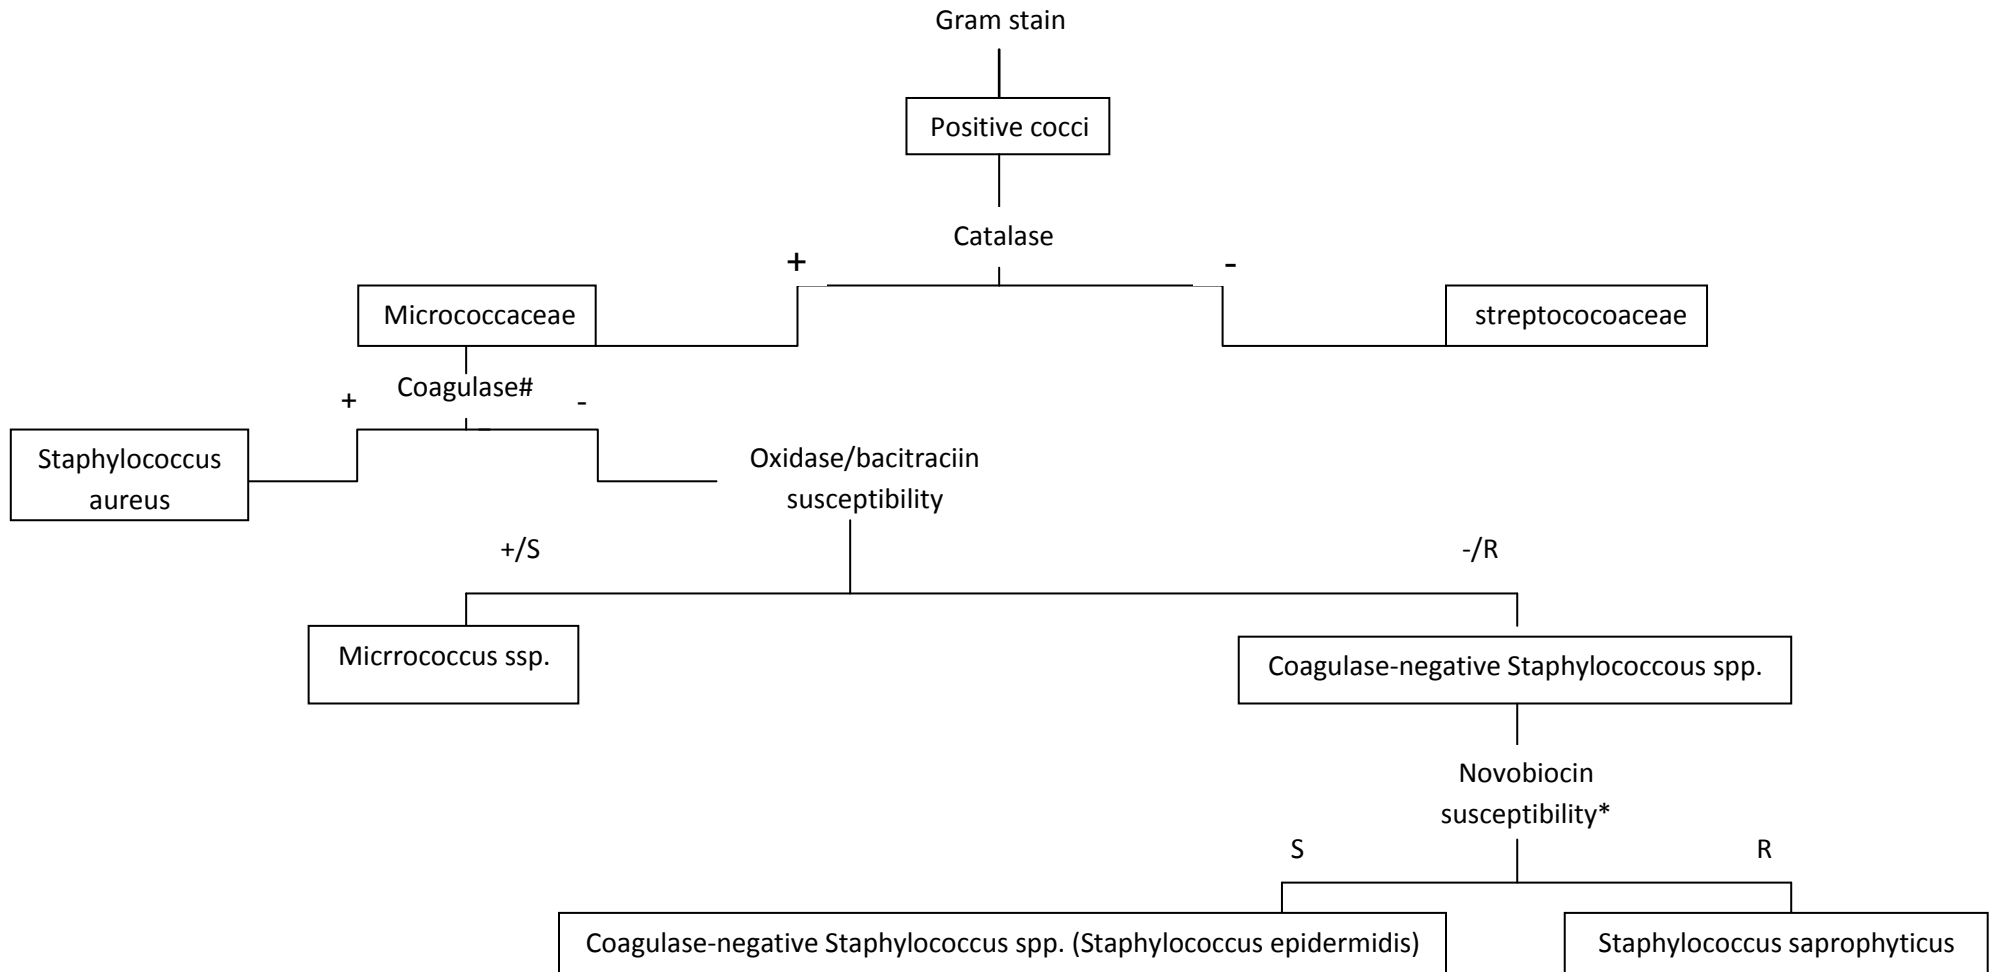 Gram stain
Positive cocci
Catalase
+
-
Micrococcaceae
streptococoaceae
Coagulase#
+
-
Staphylococcus
aureus
Oxidase/bacitraciin
susceptibility
+/S
-/R
Micrrococcus ssp.
Coagulase-negative Staphylococcous spp.
Novobiocin
susceptibility*
S
R
Coagulase-negative Staphylococcus spp. (Staphylococcus epidermidis)
Staphylococcus saprophyticus